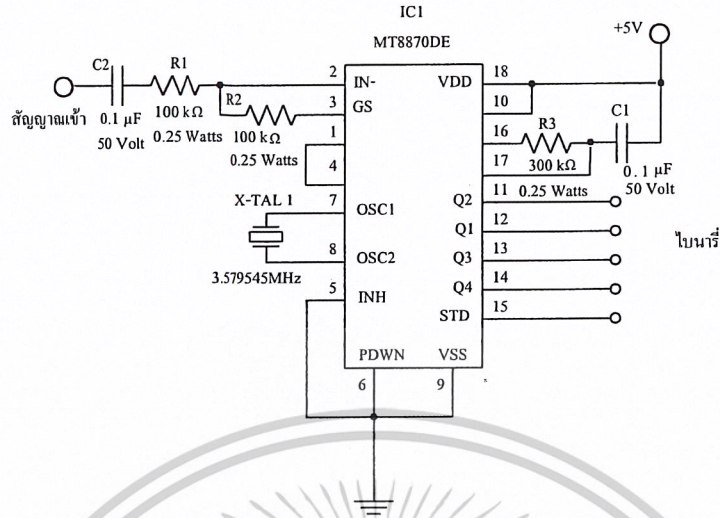 IC1
MT8870DE
+5V
C2
R1
สัญญาณเข้า
0.1 μF
50 Volt
100 kΩ
0.25 Watts
R2
100 kΩ
0.25 Watts
2
IN-
3
GS
1
4
X-TAL 1
7
OSC1
8
OSC2
3.579545MHz
5
INH
PDWN
VSS
6
9
VDD
18
10
16
R3
C1
300 kΩ
0.25 Watts
0.1 μF
50 Volt
17
Q2
11
Q1
12
Q3
13
Q4
14
STD
15
ไบนารี่